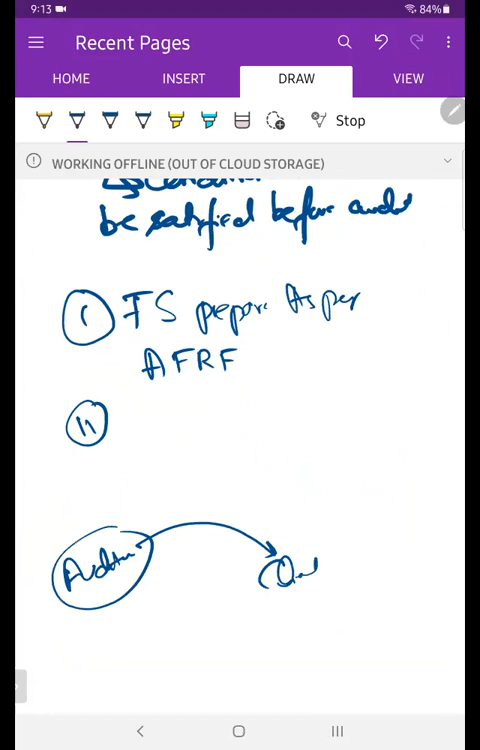 9:13 84%
Recent Pages
HOME INSERT DRAW VIEW
Stop
WORKING OFFLINE (OUT OF CLOUD STORAGE)
be satisfied before
(i) FS prepare As per
AFRF
(ii)
Auditor